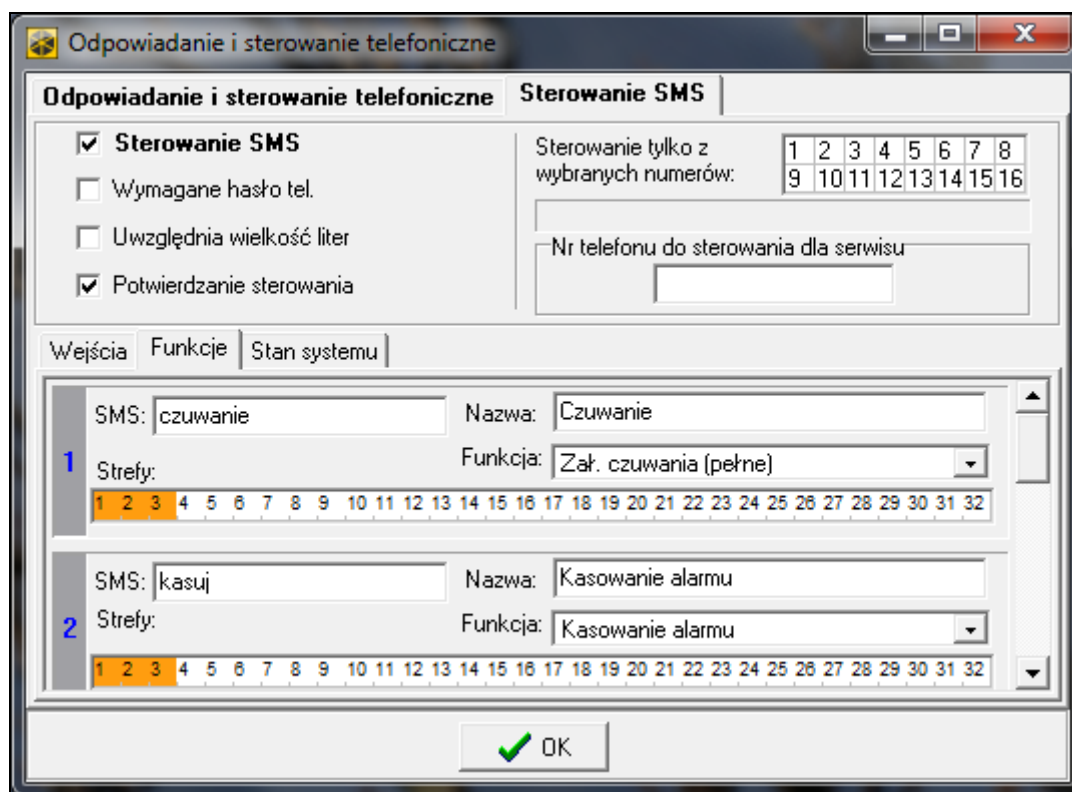 Odpowiadanie i sterowanie telefoniczne
Odpowiadanie i sterowanie telefoniczne Sterowanie SMS
Sterowanie SMS
Wymagane hasło tel.
Uwzględnia wielkość liter
Potwierdzanie sterowania
Sterowanie tylko z
wybranych numerów:
1 2 3 4 5 6 7 8
9 10 11 12 13 14 15 16
Nr telefonu do sterowania dla serwisu
Wejścia Funkcje Stan systemu
1
SMS: czuwanie Nazwa: Czuwanie
Strefy: Funkcja: Zał. czuwania (pełne)
1 2 3 4 5 6 7 8 9 10 11 12 13 14 15 16 17 18 19 20 21 22 23 24 25 26 27 28 29 30 31 32
2
SMS: kasuj Nazwa: Kasowanie alarmu
Strefy: Funkcja: Kasowanie alarmu
1 2 3 4 5 6 7 8 9 10 11 12 13 14 15 16 17 18 19 20 21 22 23 24 25 26 27 28 29 30 31 32
OK